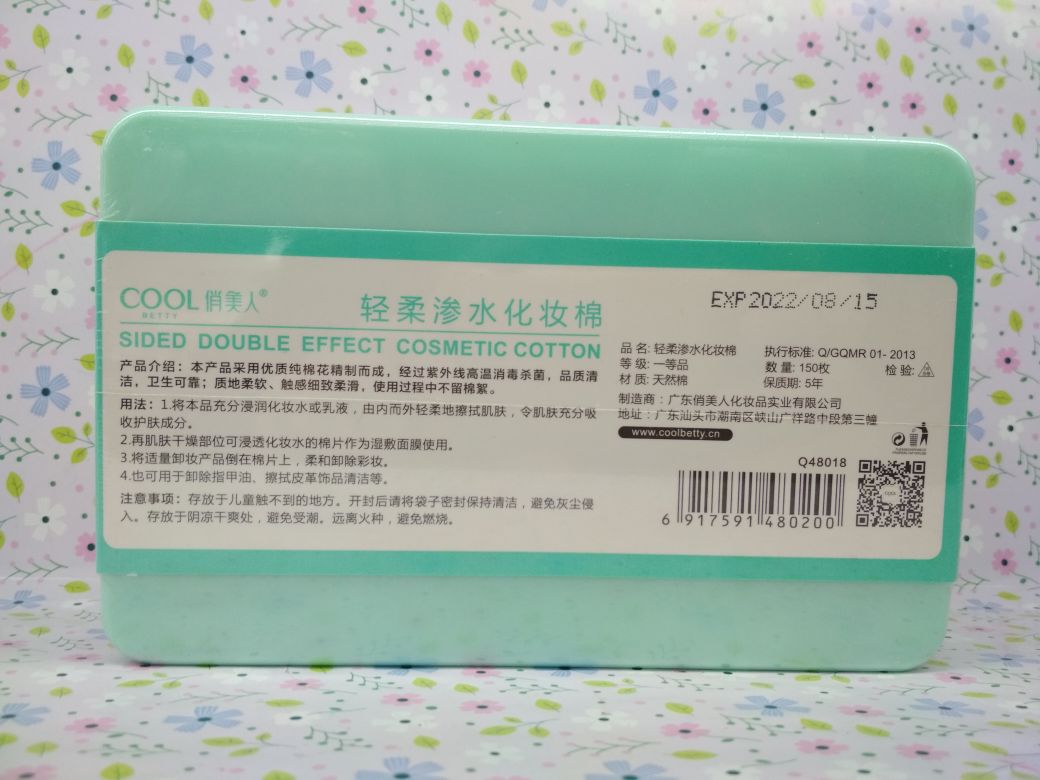 COOL 俏美人®
BETTY
轻柔渗水化妆棉
SIDED DOUBLE EFFECT COSMETIC COTTON
产品介绍：本产品采用优质纯棉花精制而成，经过紫外线高温消毒杀菌，品质清
洁，卫生可靠；质地柔软、触感细致柔滑，使用过程中不留棉絮。
用法：1.将本品充分浸润化妆水或乳液，由内而外轻柔地擦拭肌肤，令肌肤充分吸
收护肤成分。
2.再肌肤干燥部位可浸透化妆水的棉片作为湿敷面膜使用。
3.将适量卸妆产品倒在棉片上，柔和卸除彩妆。
4.也可用于卸除指甲油、擦拭皮革饰品清洁等。
注意事项：存放于儿童触不到的地方。开封后请将袋子密封保持清洁，避免灰尘侵
入。存放于阴凉干爽处，避免受潮。远离火种，避免燃烧。
EXP2022/08/15
品 名: 轻柔渗水化妆棉 执行标准: Q/GQMR 01- 2013
等 级: 一等品 数 量: 150枚 检 验:
材 质: 天然棉 保质期: 5年
制造商：广东俏美人化妆品实业有限公司
地址：广东汕头市潮南区峡山广祥路中段第三幢
www.coolbetty.cn
Q48018
6 917591 480200